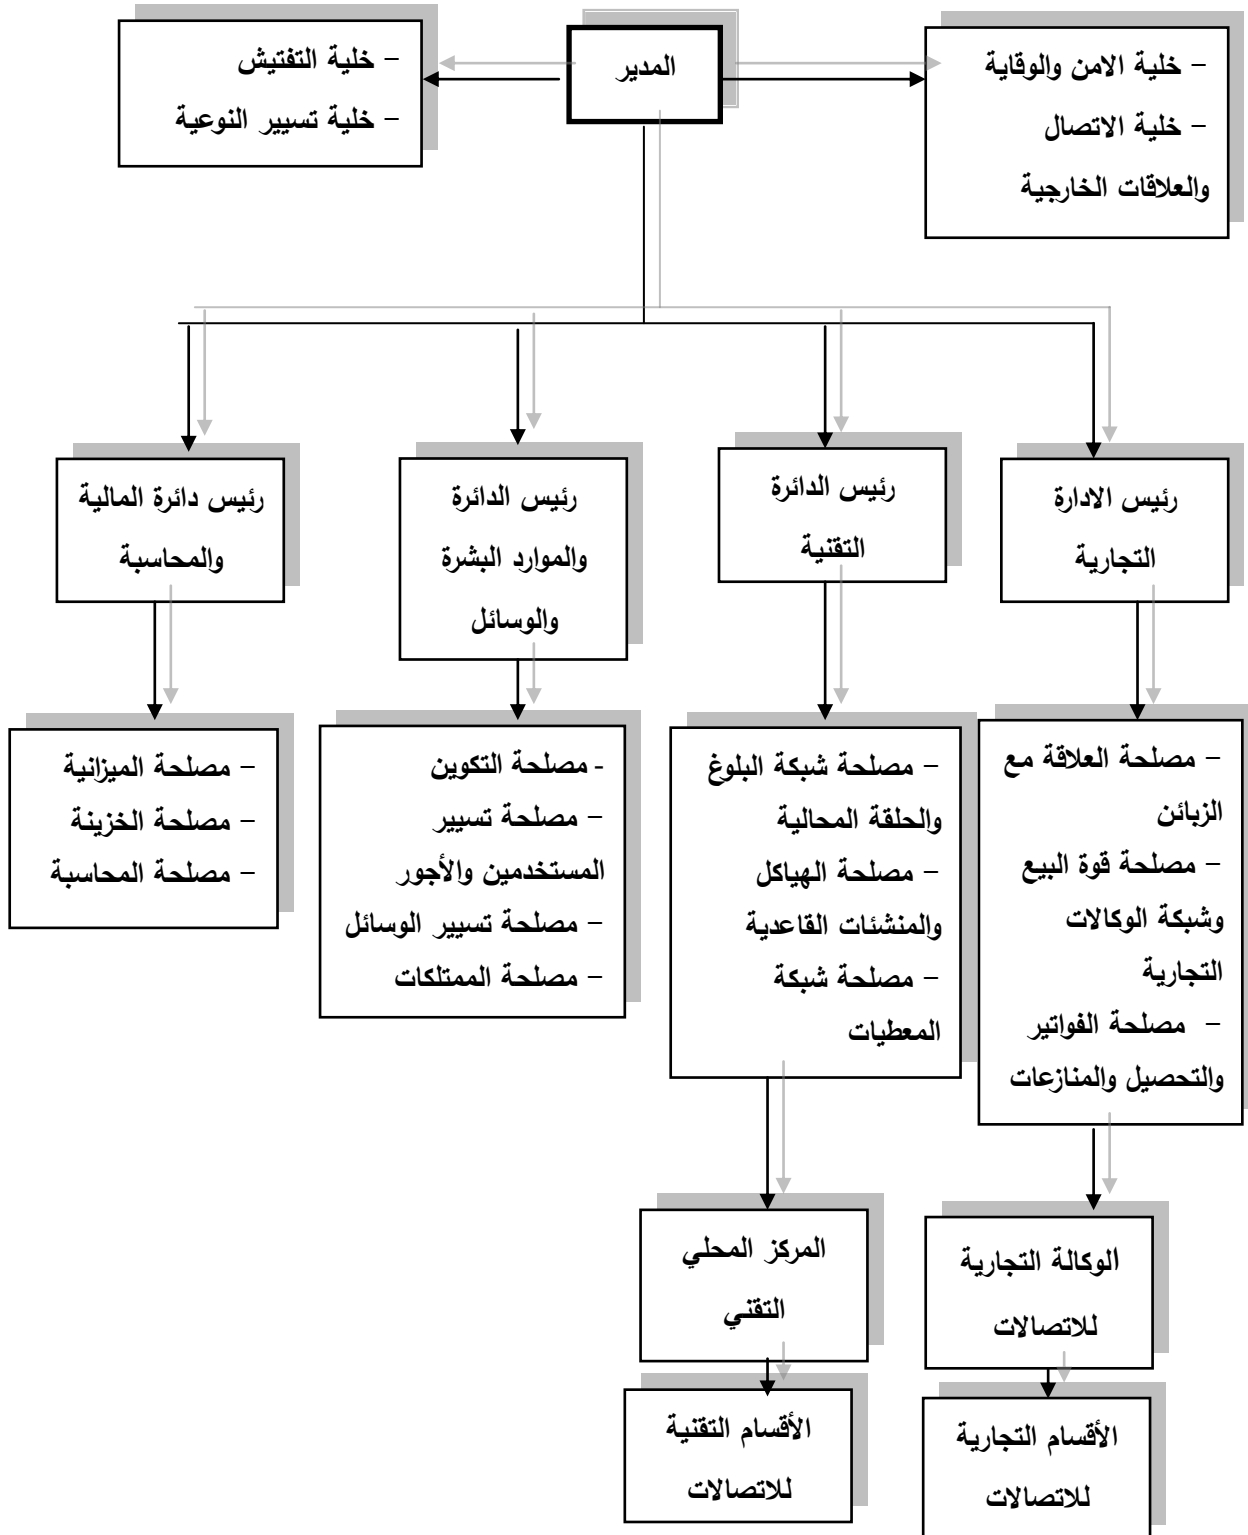 المدير
– خلية الامن والوقاية
– خلية الاتصال
والعلاقات الخارجية
– خلية التفتيش
– خلية تسيير النوعية
رئيس الادارة
التجارية
رئيس الدائرة
التقنية
رئيس الدائرة
والموارد البشرة
والوسائل
رئيس دائرة المالية
والمحاسبة
– مصلحة العلاقة مع
الزبائن
– مصلحة قوة البيع
وشبكة الوكالات
التجارية
– مصلحة الفواتير
والتحصيل والمنازعات
– مصلحة شبكة البلوغ
والحلقة المحالية
– مصلحة الهياكل
والمنشئات القاعدية
– مصلحة شبكة
المعطيات
- مصلحة التكوين
– مصلحة تسيير
المستخدمين والأجور
– مصلحة تسيير الوسائل
– مصلحة الممتلكات
– مصلحة الميزانية
– مصلحة الخزينة
– مصلحة المحاسبة
الوكالة التجارية
للاتصالات
المركز المحلي
التقني
الأقسام التجارية
للاتصالات
الأقسام التقنية
للاتصالات